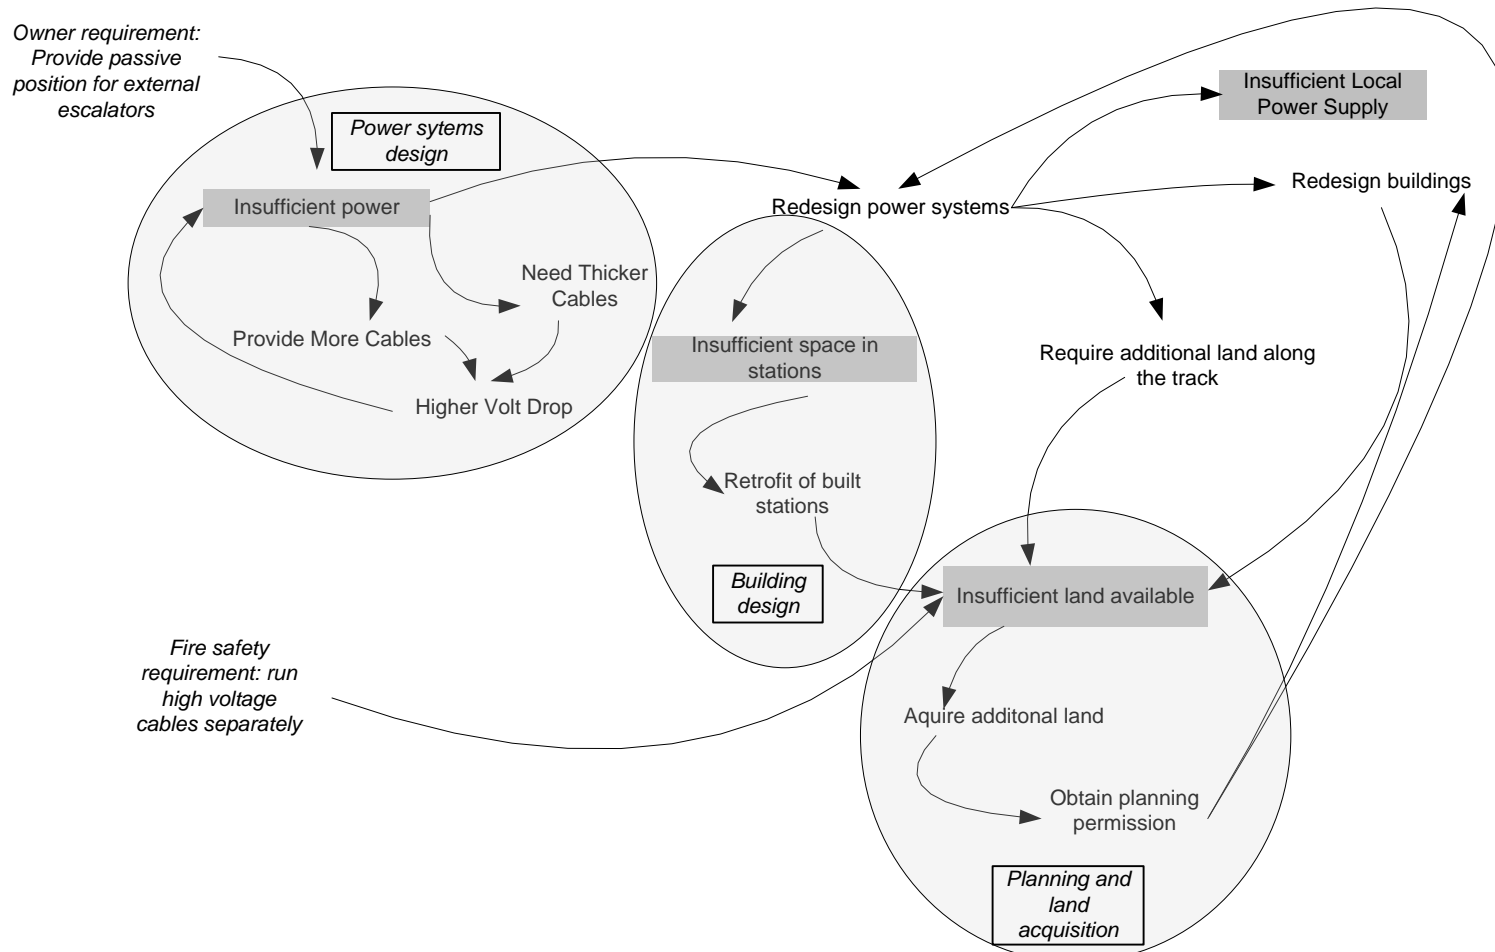 Owner requirement:
Provide passive
position for external
escalators
Power sytems
design
Insufficient power
Need Thicker
Cables
Provide More Cables
Higher Volt Drop
Redesign power systems
Insufficient Local
Power Supply
Redesign buildings
Insufficient space in
stations
Require additional land along
the track
Retrofit of built
stations
Building
design
Insufficient land available
Fire safety
requirement: run
high voltage
cables separately
Aquire additonal land
Obtain planning
permission
Planning and
land
acquisition